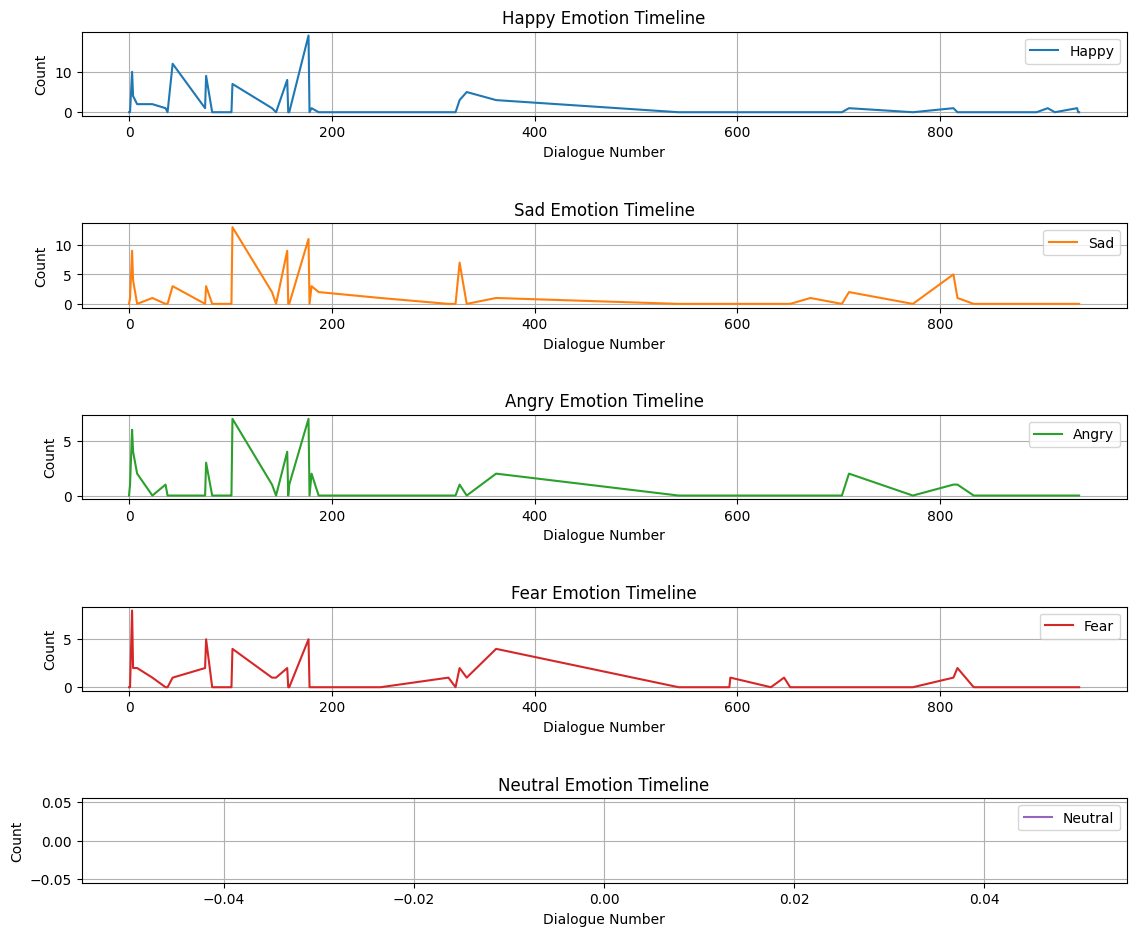 Happy Emotion Timeline
Happy
Count
10
0
0 200 400 600 800
Dialogue Number
Sad Emotion Timeline
Sad
Count
10
5
0
0 200 400 600 800
Dialogue Number
Angry Emotion Timeline
Angry
Count
5
0
0 200 400 600 800
Dialogue Number
Fear Emotion Timeline
Fear
Count
5
0
0 200 400 600 800
Dialogue Number
Neutral Emotion Timeline
Neutral
Count
0.05
0.00
−0.05
−0.04 −0.02 0.00 0.02 0.04
Dialogue Number